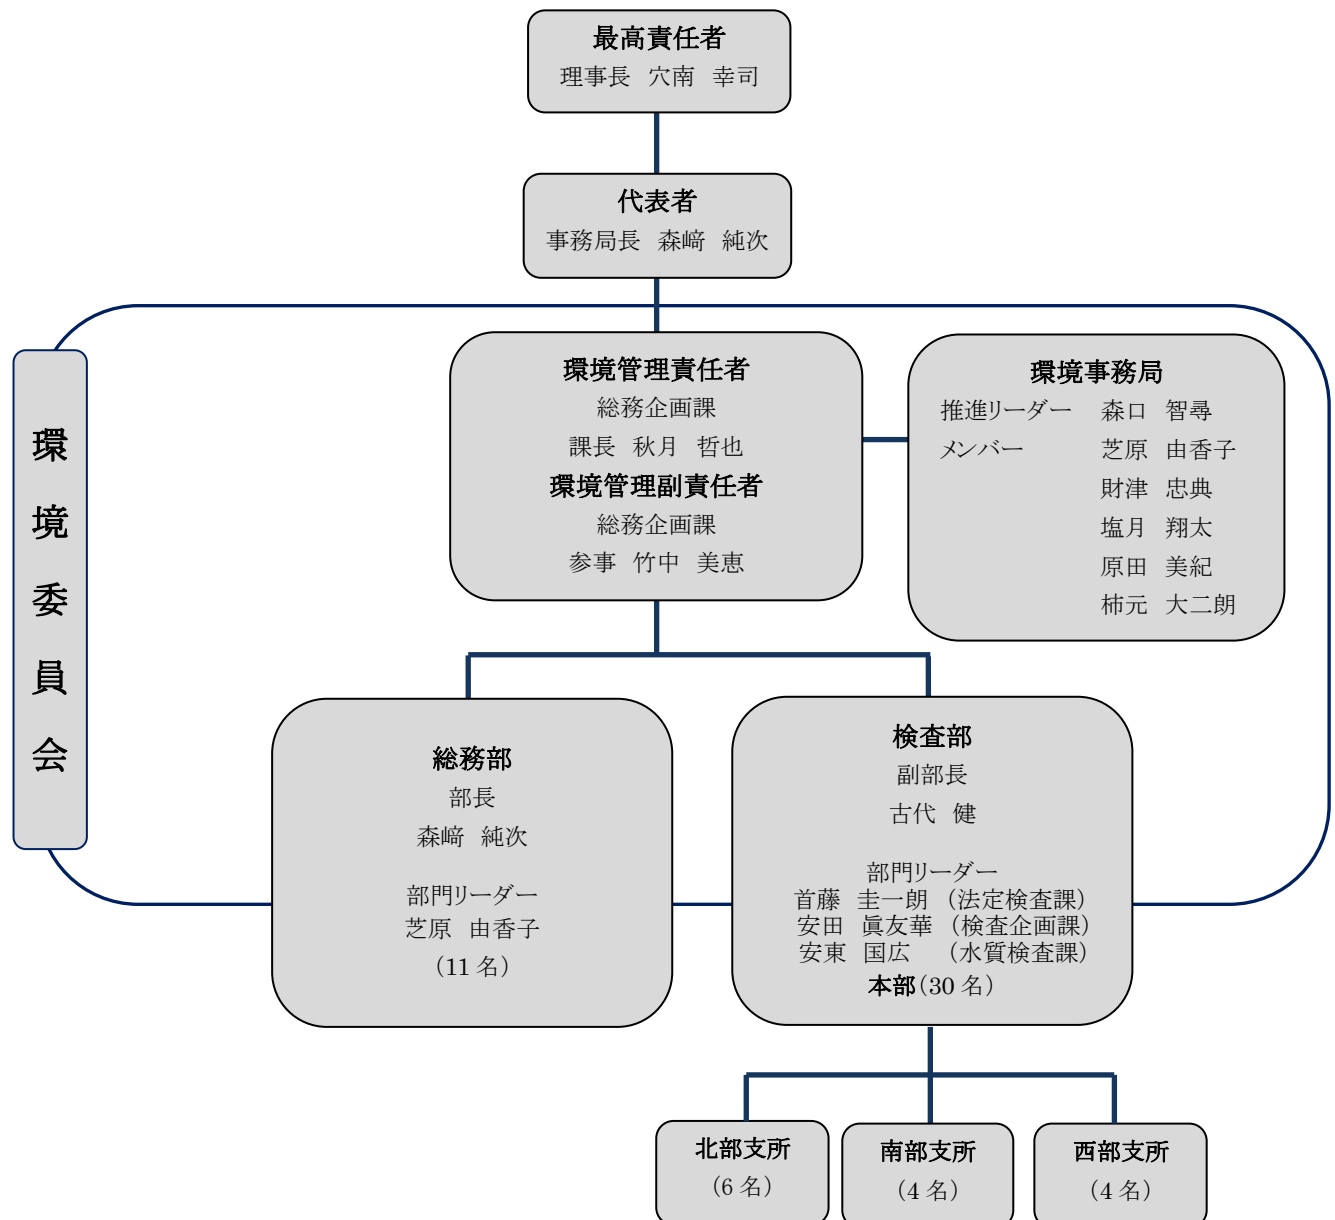 最高責任者
理事長 穴南 幸司
代表者
事務局長 森﨑 純次
環境委員会
環境管理責任者
総務企画課
課長 秋月 哲也
環境管理副責任者
総務企画課
参事 竹中 美恵
環境事務局
推進リーダー 森口 智尋
メンバー 芝原 由香子
財津 忠典
塩月 翔太
原田 美紀
柿元 大二朗
総務部
部長
森﨑 純次
部門リーダー
芝原 由香子
（11 名）
検査部
副部長
古代 健
部門リーダー
首藤 圭一朗 （法定検査課）
安田 眞友華 （検査企画課）
安東 国広 （水質検査課）
本部（30 名）
北部支所
（6 名）
南部支所
（4 名）
西部支所
（4 名）